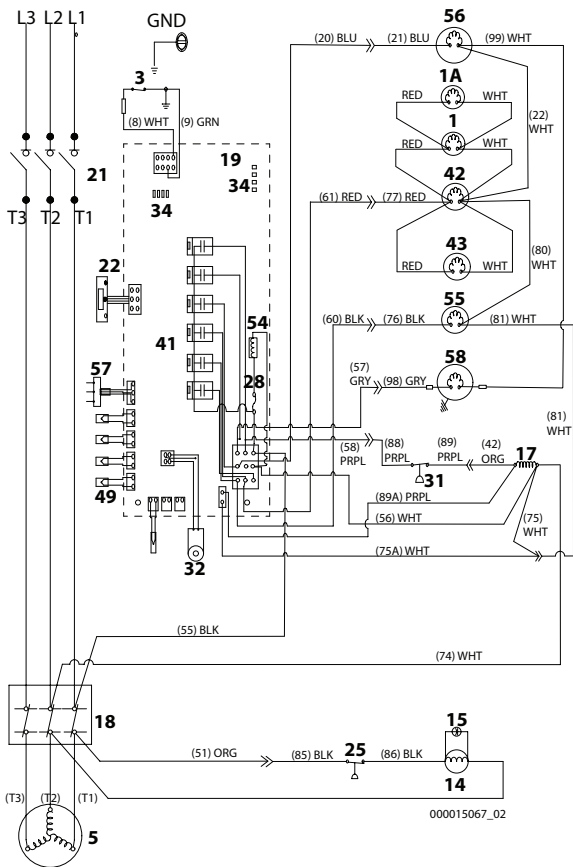 L3 L2 L1
GND
(20) BLU
(21) BLU
56
(99) WHT
3
1A
(8) WHT
(9) GRN
RED
WHT
(22)
WHT
1
19
21
34
34
RED
WHT
42
T3 T2 T1
(61) RED
(77) RED
22
43
RED
WHT
(80)
WHT
54
55
41
(60) BLK
(76) BLK
(81) WHT
57
28
(57)
GRY
(98) GRY
58
(81)
WHT
(58)
PRPL
(88)
PRPL
(89)
PRPL
(42)
ORG
17
49
31
(89A) PRPL
(56) WHT
(75)
WHT
32
(75A) WHT
(55) BLK
(74) WHT
18
15
(51) ORG
(85) BLK
25
(86) BLK
14
(T3) (T2) (T1)
5
000015067_02